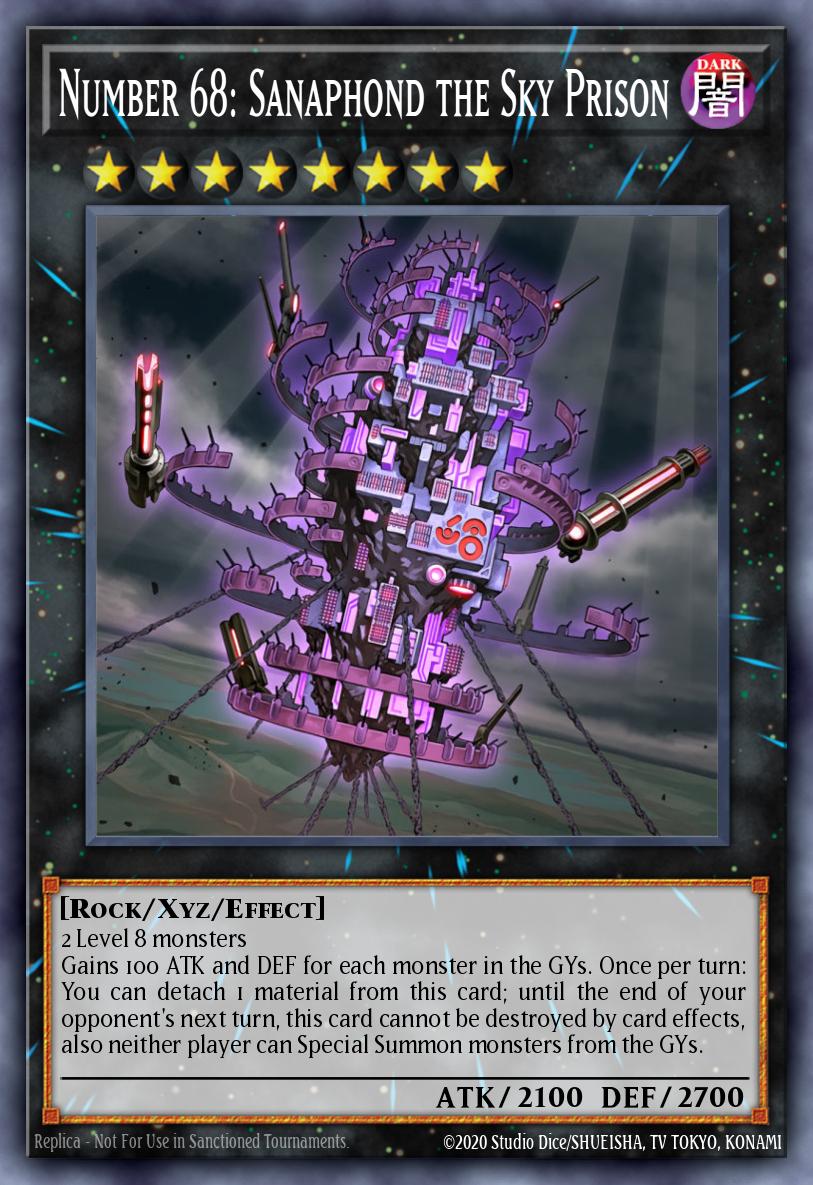 Number 68: Sanaphond the Sky Prison
DARK
闇
68
[Rock/Xyz/Effect]
2 Level 8 monsters
Gains 100 ATK and DEF for each monster in the GYs. Once per turn:
You can detach 1 material from this card; until the end of your
opponent's next turn, this card cannot be destroyed by card effects,
also neither player can Special Summon monsters from the GYs.
ATK/2100 DEF/2700
Replica - Not For Use in Sanctioned Tournaments.
©2020 Studio Dice/SHUEISHA, TV TOKYO, KONAMI